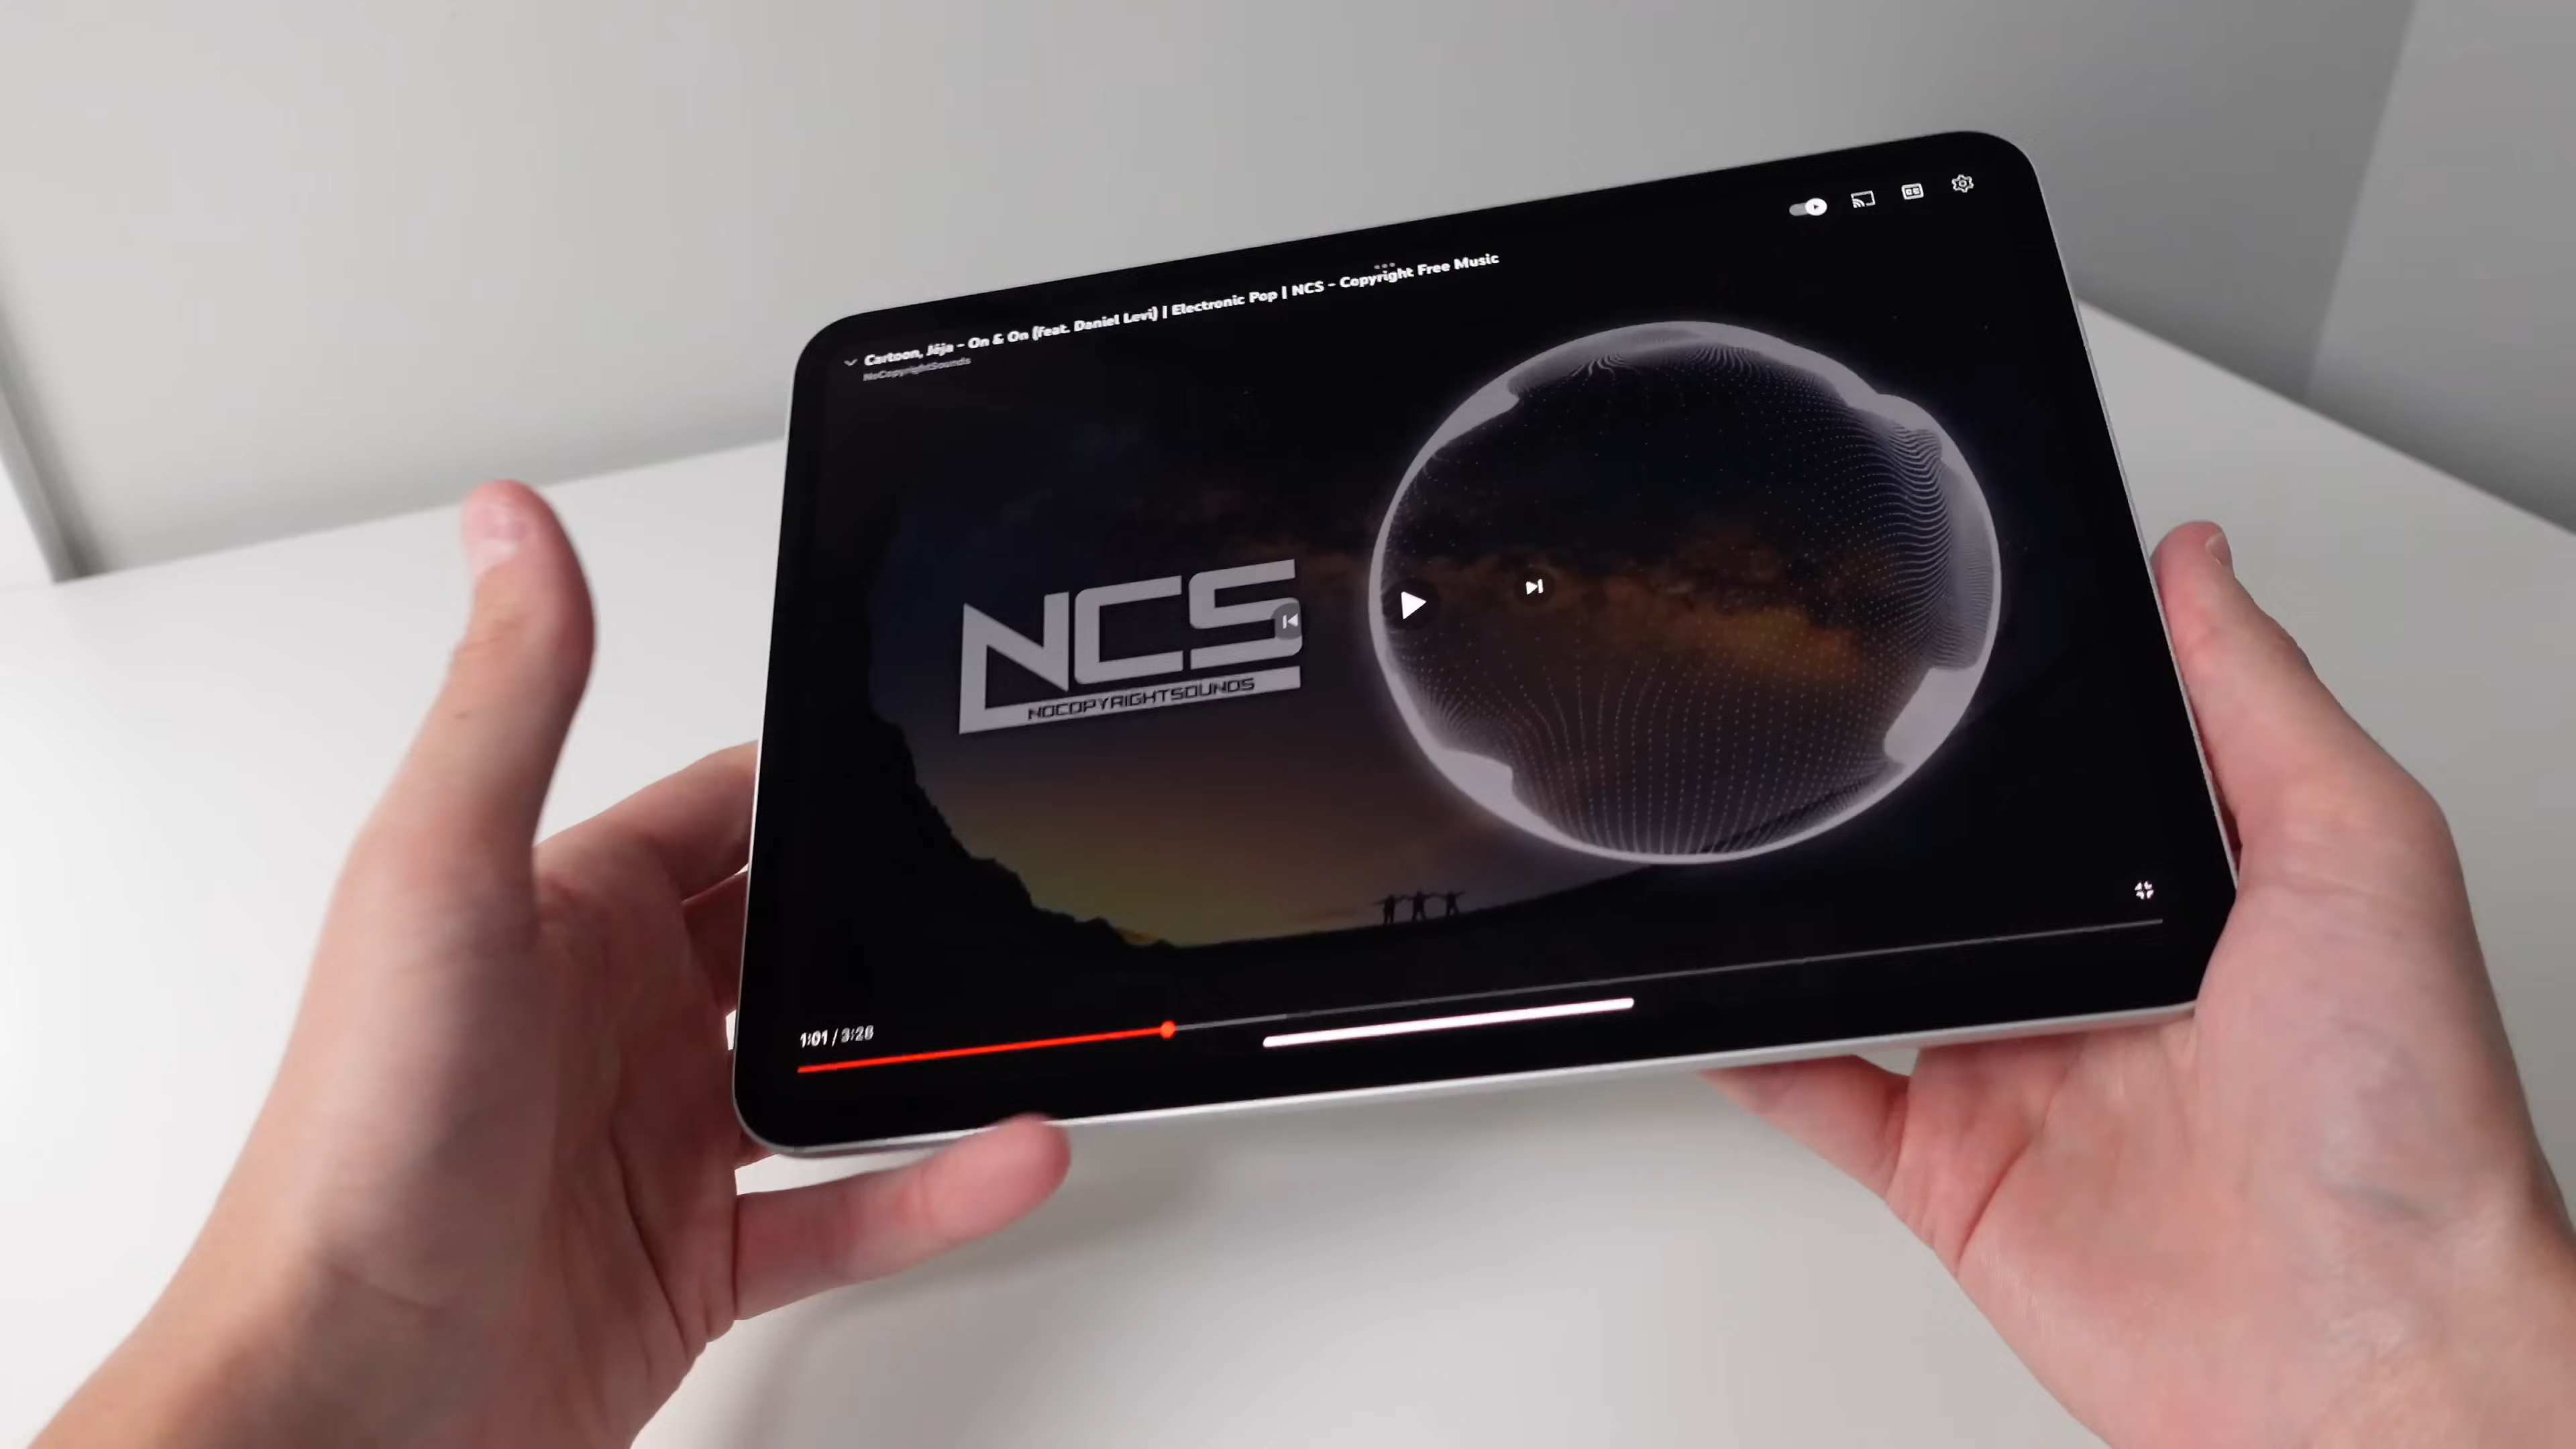 Cartoon, Jéja - On & On (feat. Daniel Levi) | Electronic Pop | NCS - Copyright Free Music
NoCopyrightSounds
NCS
NOCOPYRIGHTSOUNDS
1:01 / 3:28